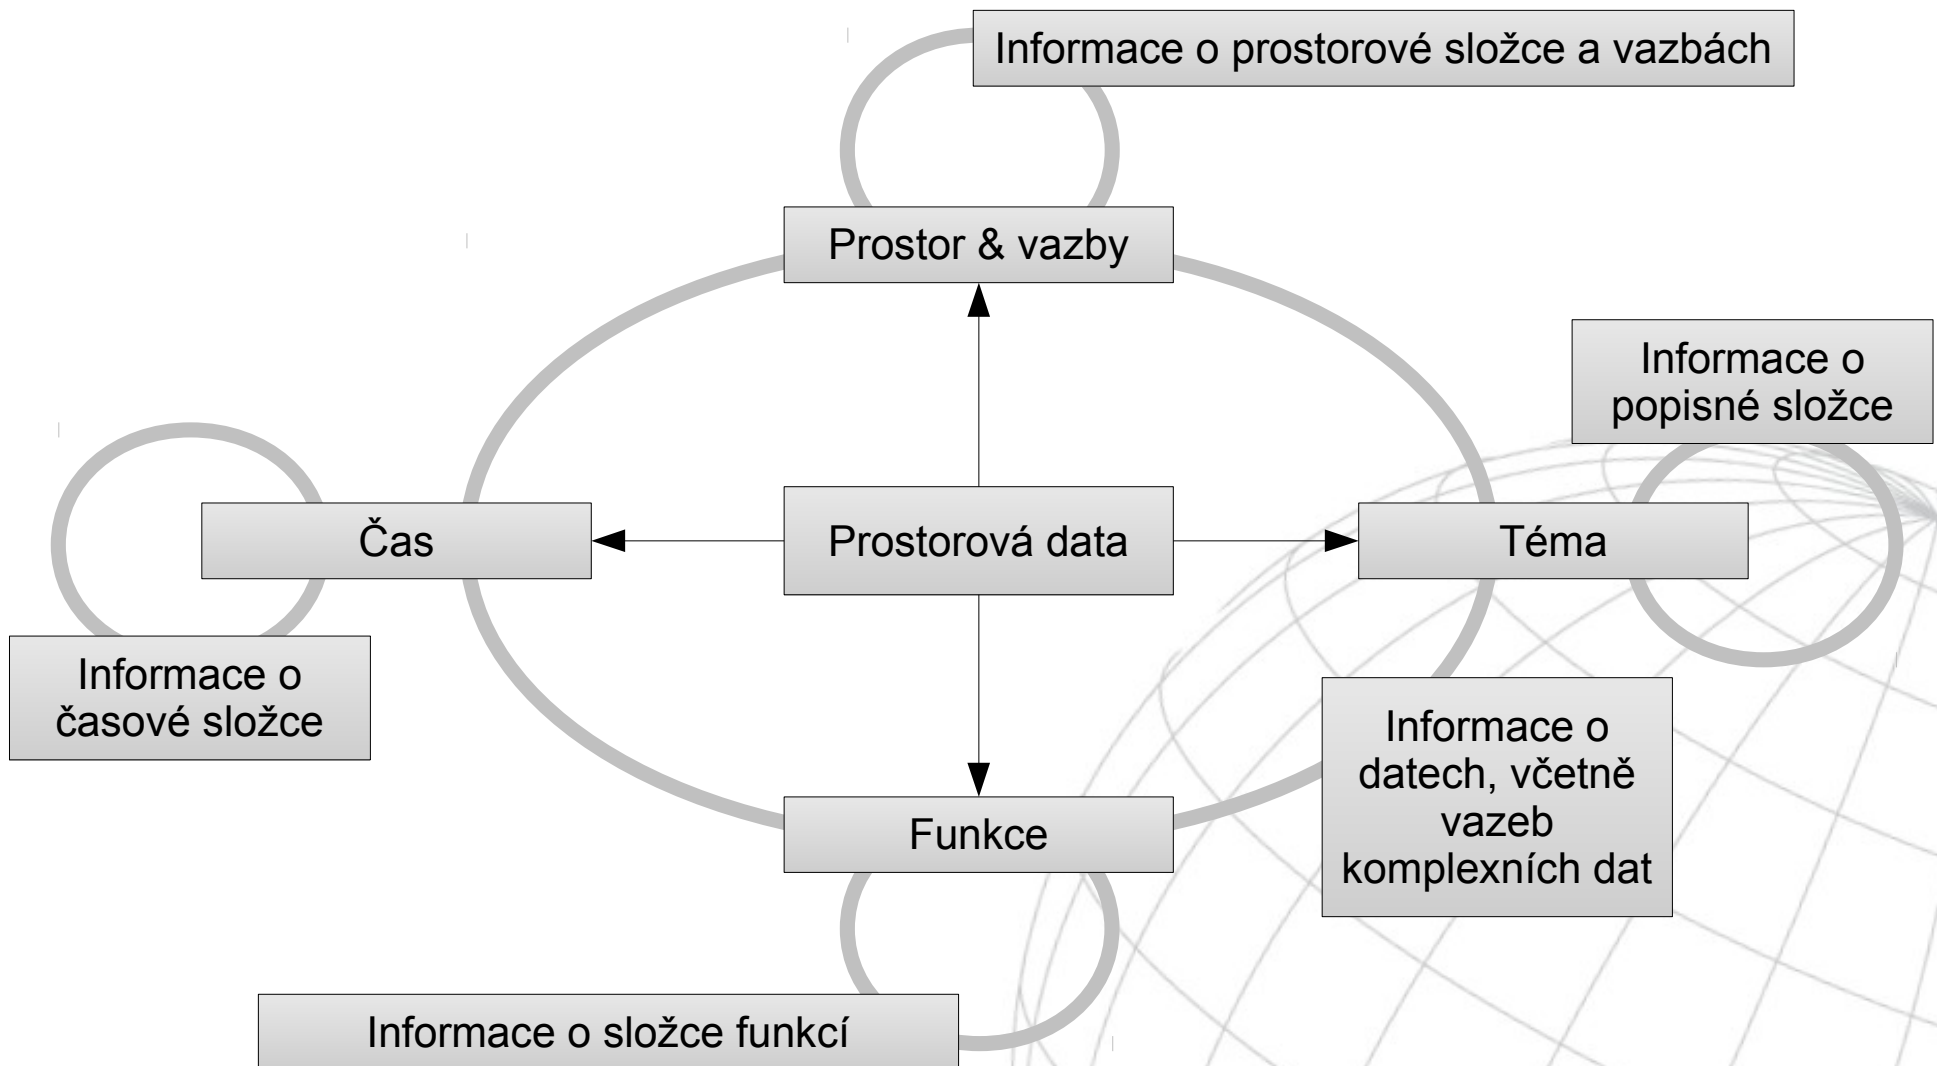 Informace o prostorové složce a vazbách
Prostor & vazby
Informace o
popisné složce
Čas
Prostorová data
Téma
Informace o
časové složce
Informace o
datech, včetně
vazeb
komplexních dat
Funkce
Informace o složce funkcí